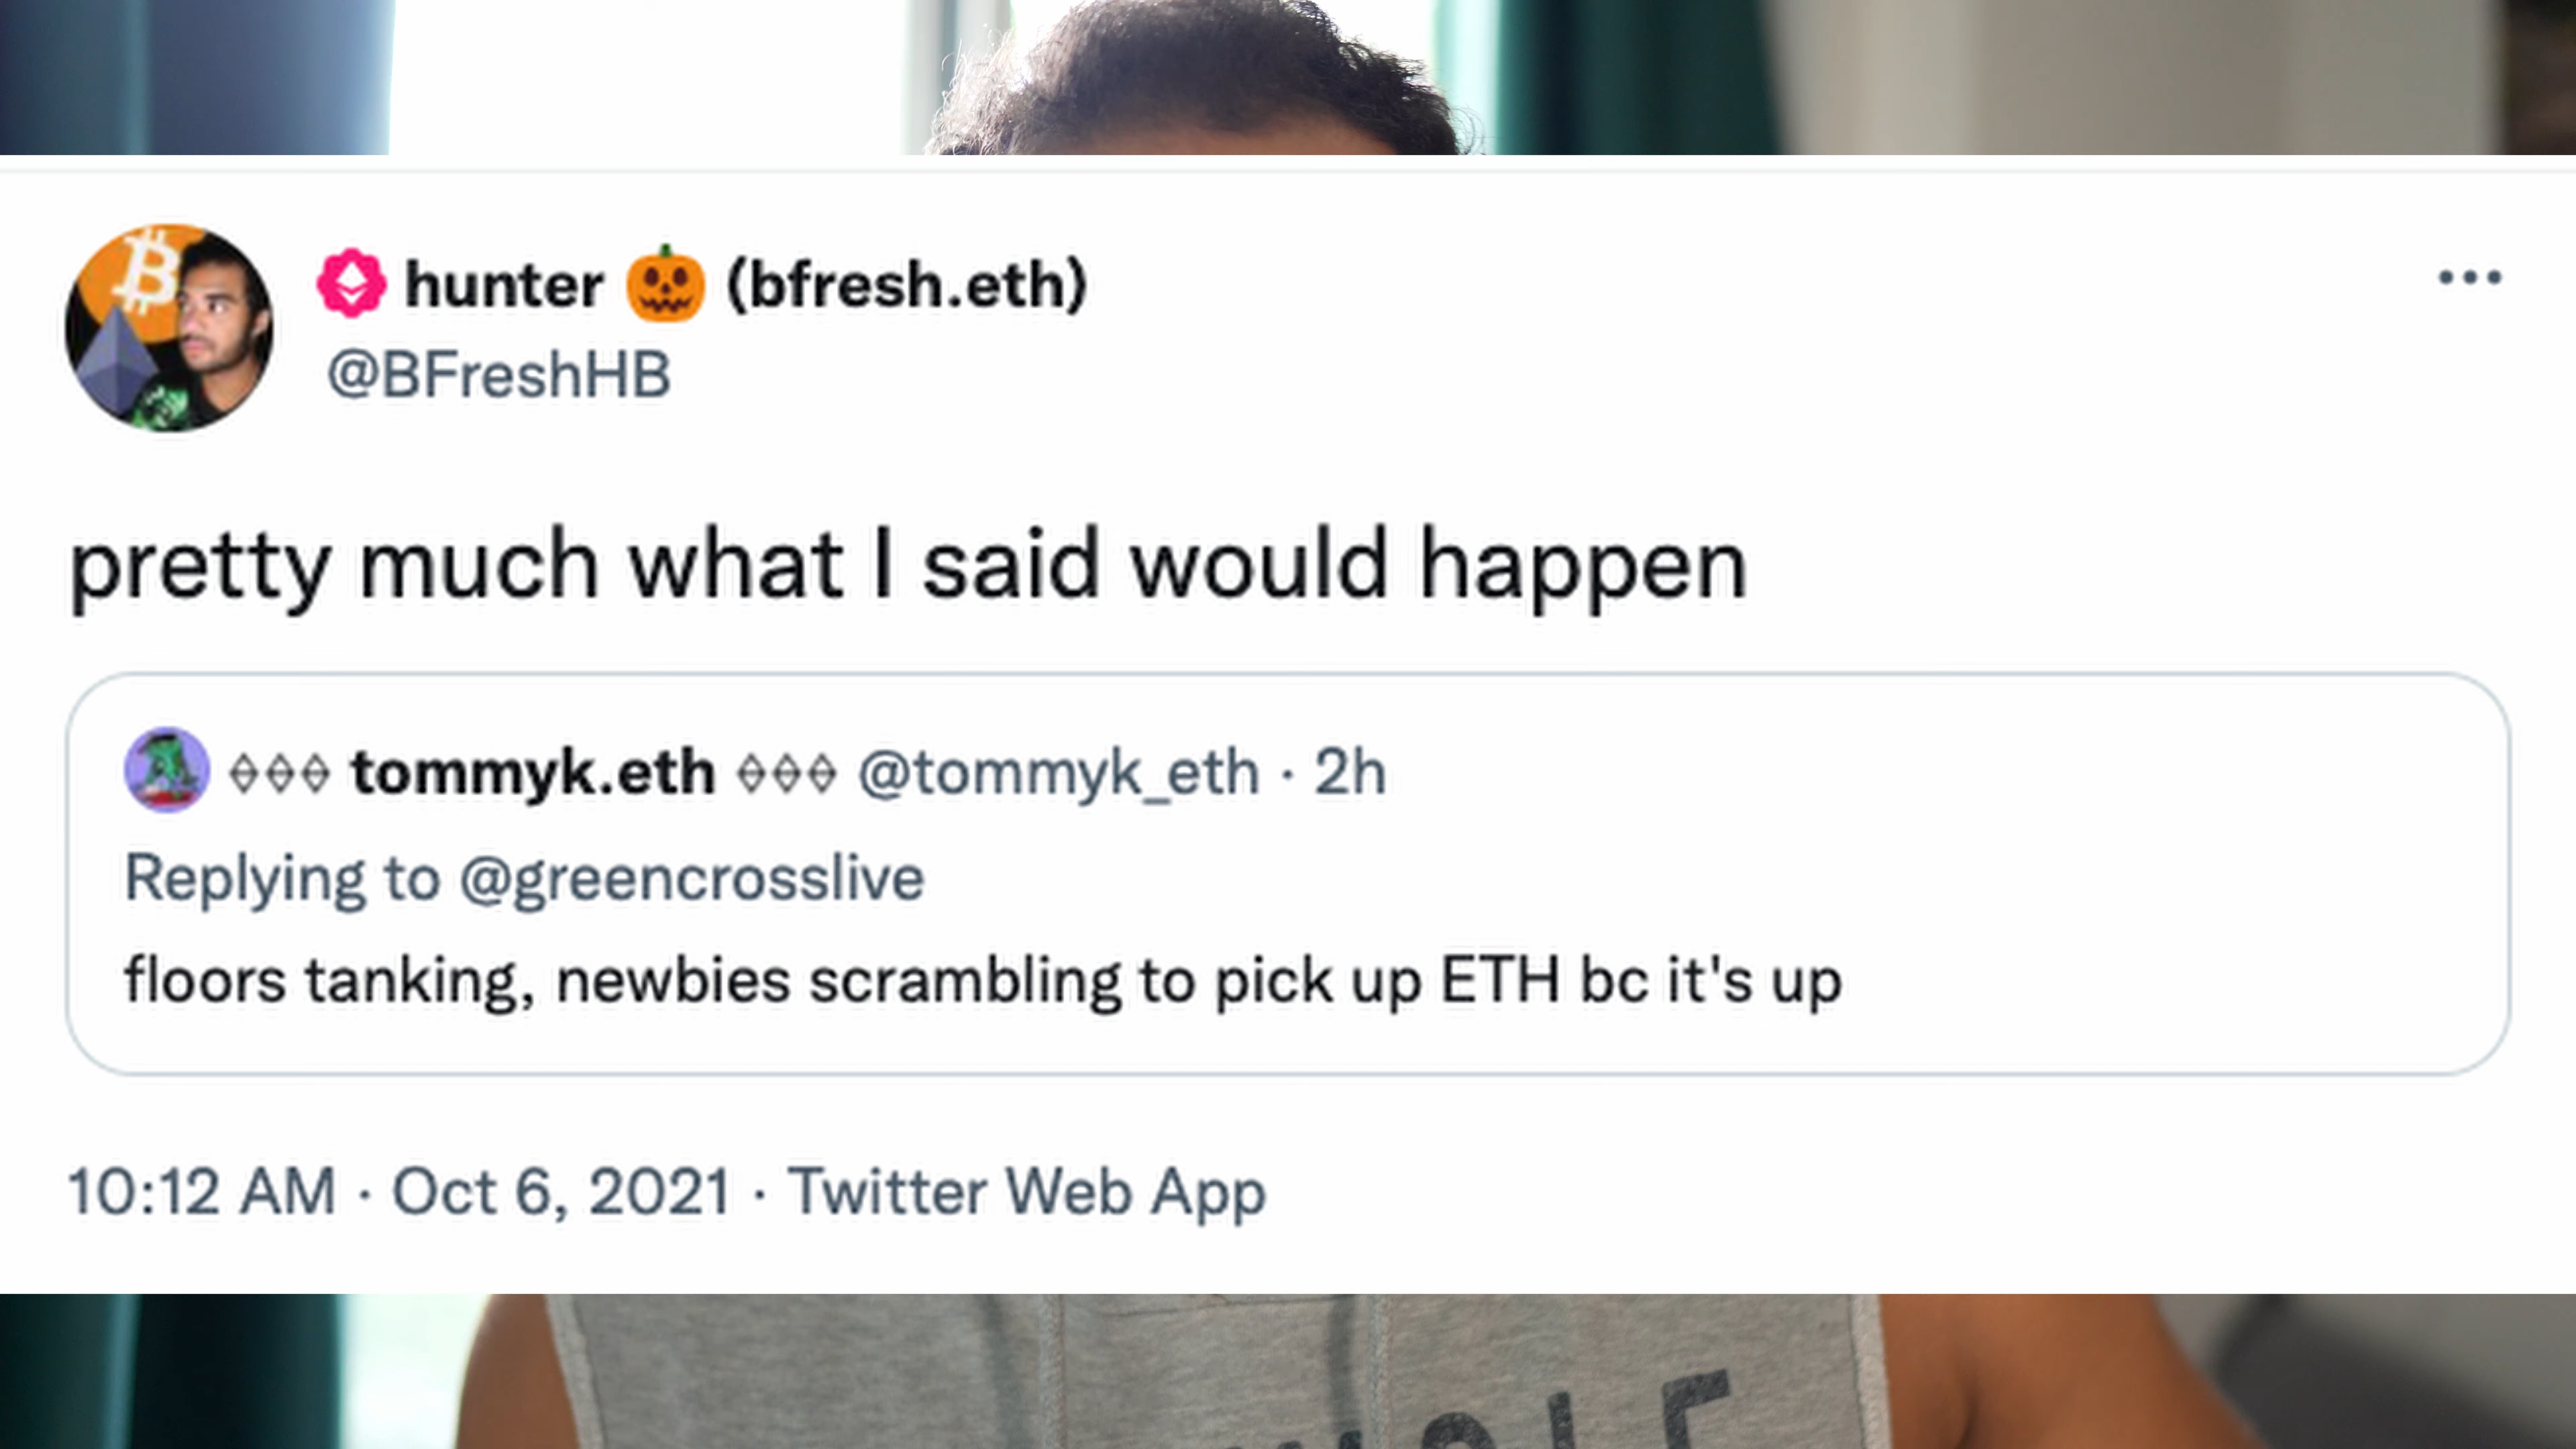 hunter 🎃 (bfresh.eth)
@BFreshHB
pretty much what I said would happen
tommyk.eth @tommyk_eth · 2h
Replying to @greencrosslive
floors tanking, newbies scrambling to pick up ETH bc it's up
10:12 AM · Oct 6, 2021 · Twitter Web App